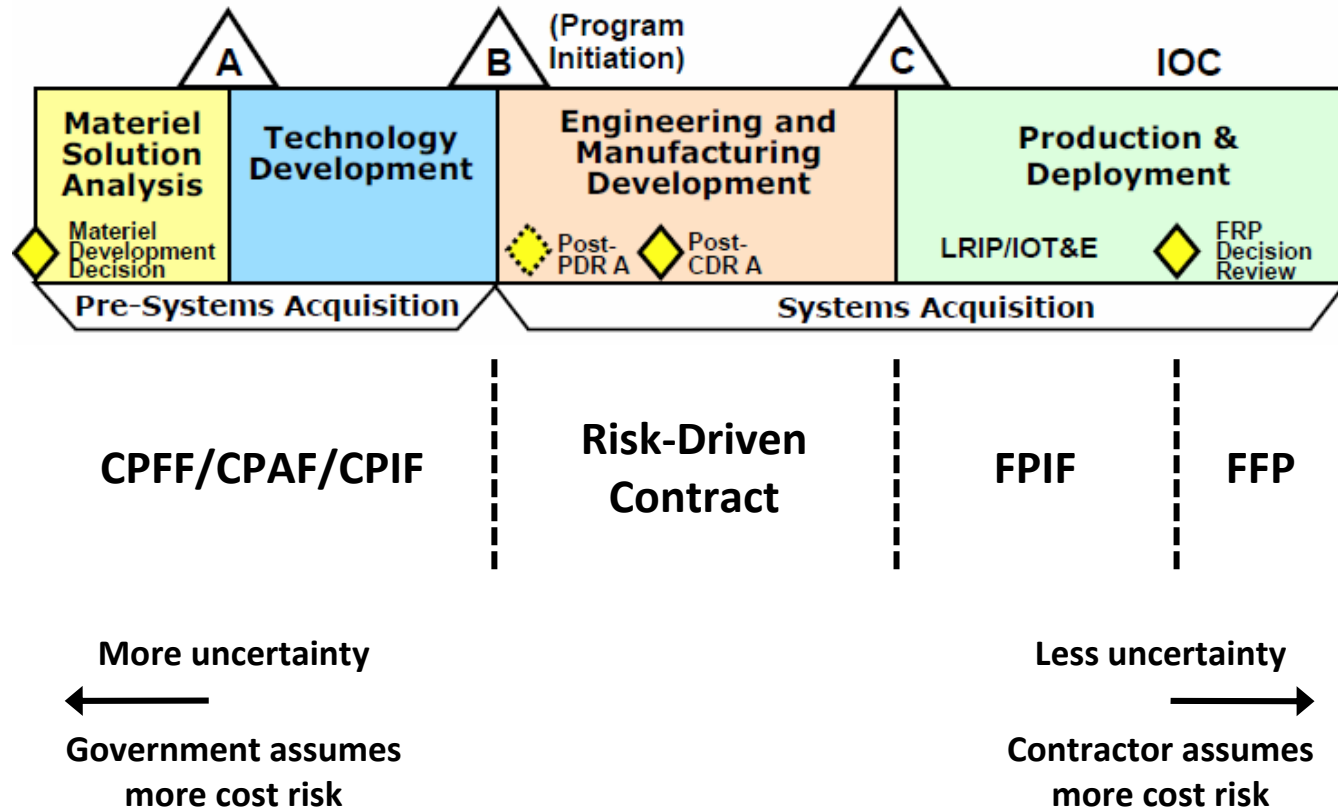 A
B
(Program
Initiation)
C
IOC
Materiel
Solution
Analysis
Technology
Development
Engineering and
Manufacturing
Development
Production &
Deployment
Materiel
Development
Decision
Post-
PDR A
Post-
CDR A
LRIP/IOT&E
FRP
Decision
Review
Pre-Systems Acquisition
Systems Acquisition
CPFF/CPAF/CPIF
Risk-Driven
Contract
FPIF
FFP
More uncertainty
Less uncertainty
Government assumes
more cost risk
Contractor assumes
more cost risk